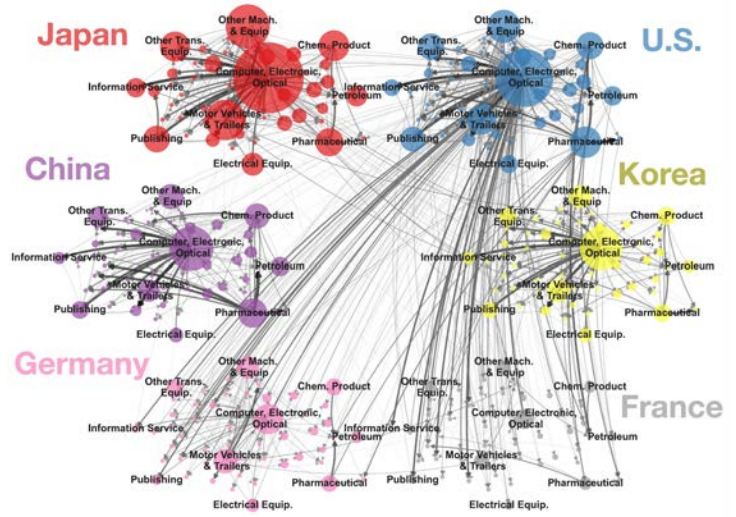 Japan
Other Mach.
& Equip
Other Trans.
Equip.
Chem. Product
Computer, Electronic,
Optical
Information Service
Petroleum
Motor Vehicles
& Trailers
Publishing
Pharmaceutical
Electrical Equip.
U.S.
Other Mach.
& Equip
Other Trans.
Equip.
Chem. Product
Computer, Electronic,
Optical
Information Service
Petroleum
Motor Vehicles
& Trailers
Publishing
Pharmaceutical
Electrical Equip.
China
Other Mach.
& Equip
Other Trans.
Equip.
Chem. Product
Computer, Electronic,
Optical
Information Service
Petroleum
Motor Vehicles
& Trailers
Publishing
Pharmaceutical
Electrical Equip.
Korea
Other Mach.
& Equip
Other Trans.
Equip.
Chem. Product
Computer, Electronic,
Optical
Information Service
Petroleum
Motor Vehicles
& Trailers
Publishing
Pharmaceutical
Electrical Equip.
Germany
Other Mach.
& Equip
Other Trans.
Equip.
Chem. Product
Computer, Electronic,
Optical
Information Service
Petroleum
Motor Vehicles
& Trailers
Publishing
Pharmaceutical
Electrical Equip.
France
Other Mach.
& Equip
Other Trans.
Equip.
Chem. Product
Computer, Electronic,
Optical
Information Service
Petroleum
Motor Vehicles
& Trailers
Publishing
Pharmaceutical
Electrical Equip.